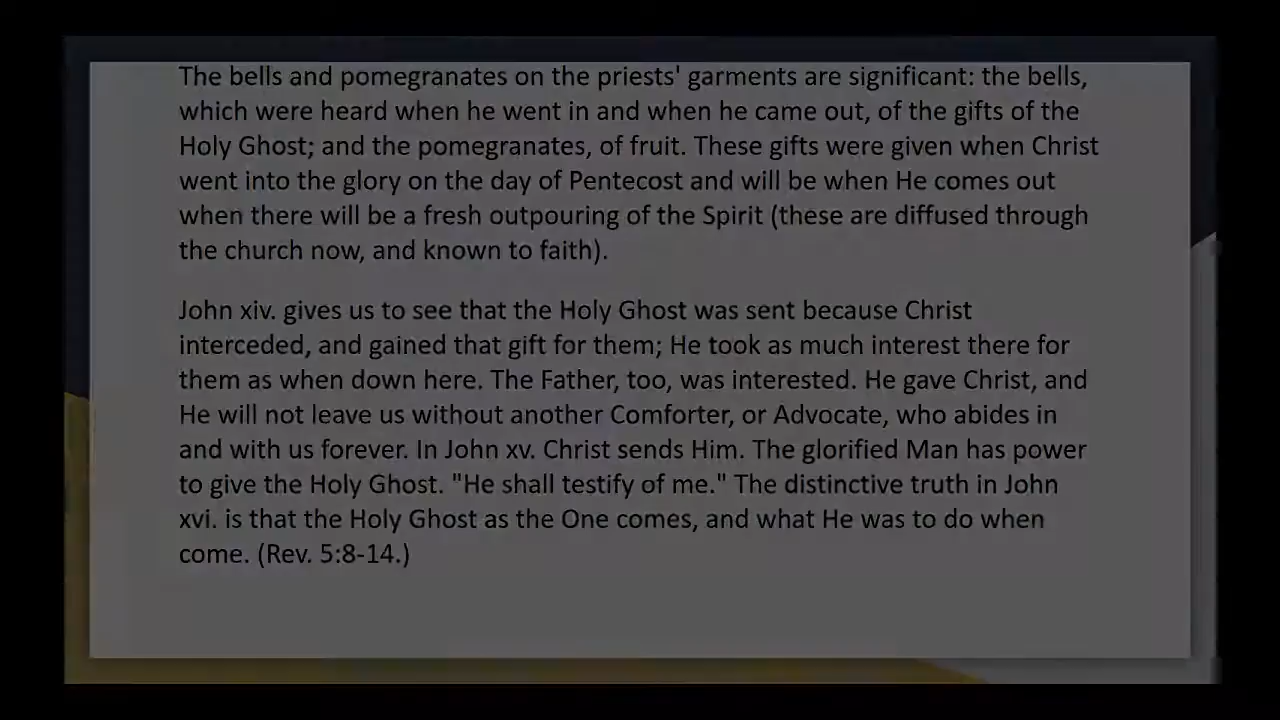 The bells and pomegranates on the priests' garments are significant: the bells,
which were heard when he went in and when he came out, of the gifts of the
Holy Ghost; and the pomegranates, of fruit. These gifts were given when Christ
went into the glory on the day of Pentecost and will be when He comes out
when there will be a fresh outpouring of the Spirit (these are diffused through
the church now, and known to faith).
John xiv. gives us to see that the Holy Ghost was sent because Christ
interceded, and gained that gift for them; He took as much interest there for
them as when down here. The Father, too, was interested. He gave Christ, and
He will not leave us without another Comforter, or Advocate, who abides in
and with us forever. In John xv. Christ sends Him. The glorified Man has power
to give the Holy Ghost. "He shall testify of me." The distinctive truth in John
xvi. is that the Holy Ghost as the One comes, and what He was to do when
come. (Rev. 5:8-14.)